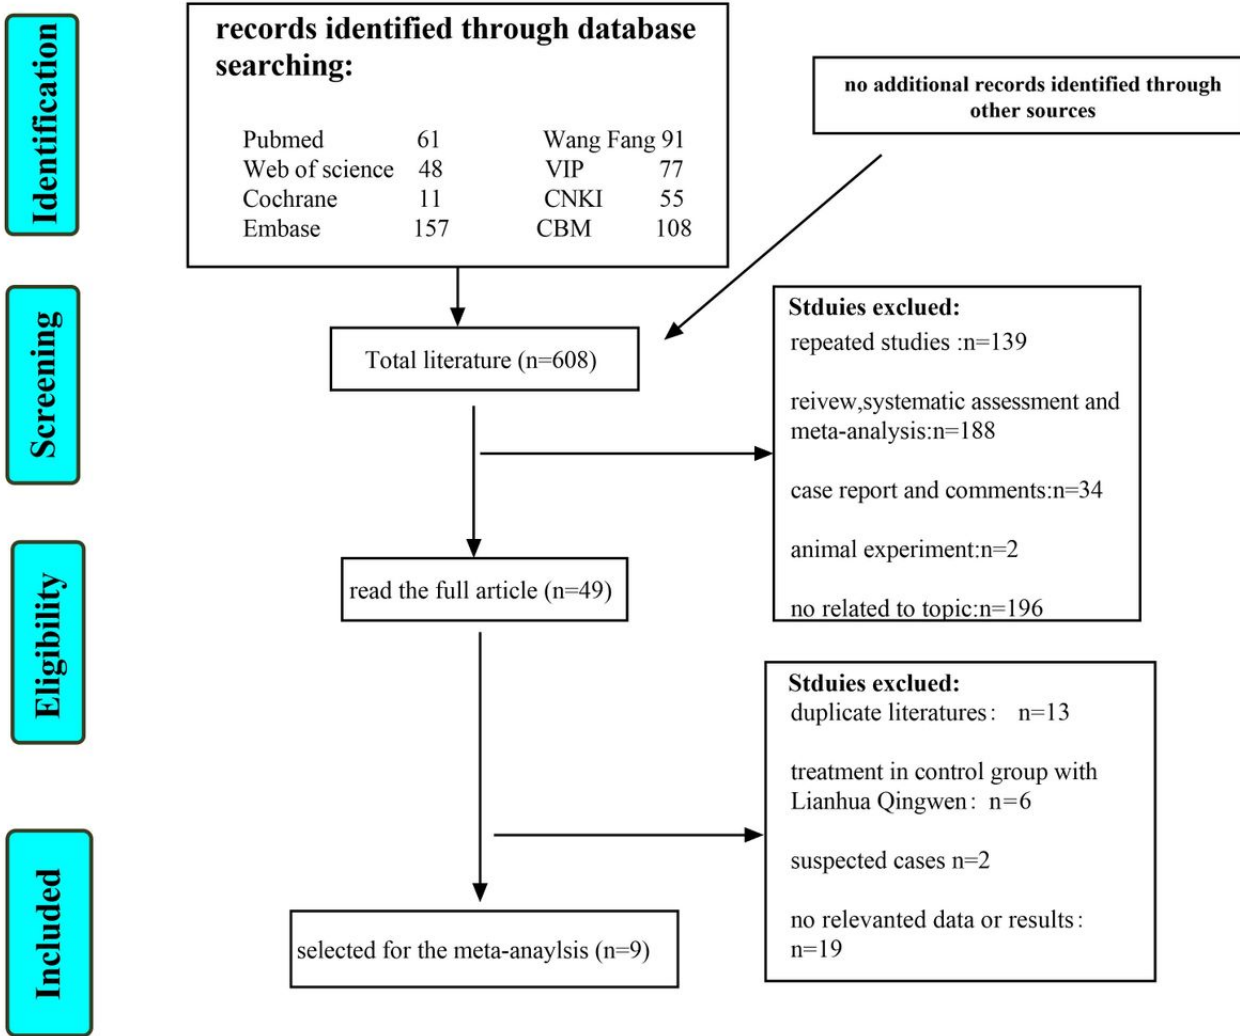 Identification
records identified through database
searching:
Pubmed 61 Wang Fang 91
Web of science 48 VIP 77
Cochrane 11 CNKI 55
Embase 157 CBM 108
no additional records identified through
other sources
Screening
Total literature (n=608)
Stduies excluded:
repeated studies :n=139
reivew,systematic assessment and
meta-analysis:n=188
case report and comments:n=34
animal experiment:n=2
no related to topic:n=196
Eligibility
read the full article (n=49)
Stduies exclued:
duplicate literatures: n=13
treatment in control group with
Lianhua Qingwen: n=6
suspected cases n=2
no relevanted data or results:
n=19
Included
selected for the meta-anaylsis (n=9)